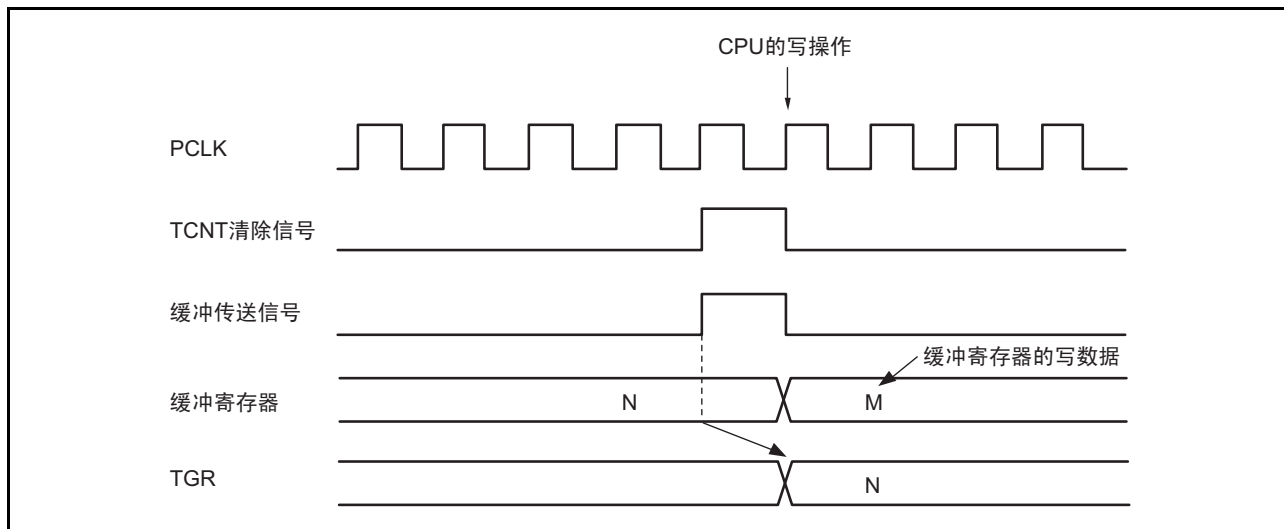 CPU的写操作
PCLK
TCNT清除信号
缓冲传送信号
缓冲寄存器的写数据
缓冲寄存器
N
M
TGR
N